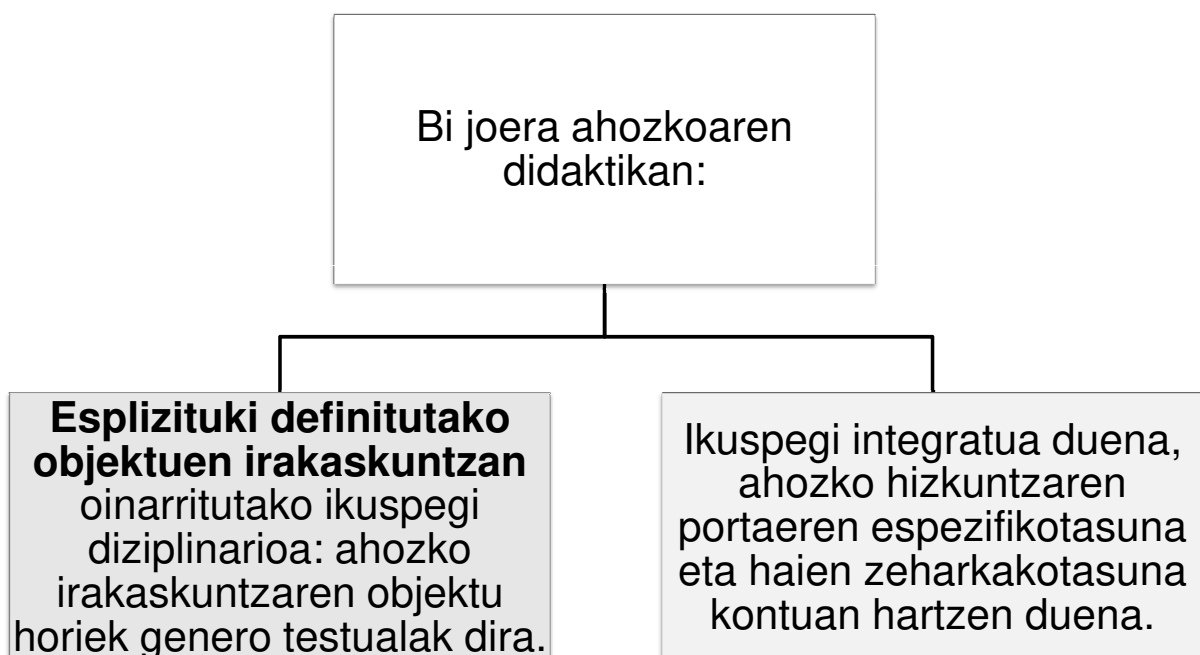 Bi joera ahozkoaren
didaktikan:
Esplizituki definitutako
objektuen irakaskuntzan
oinarritutako ikuspegi
diziplinarioa: ahozko
irakaskuntzaren objektu
horiek genero testualak dira.
Ikuspegi integratua duena,
ahozko hizkuntzaren
portaeren espezifikotasuna
eta haien zeharkakotasuna
kontuan hartzen duena.